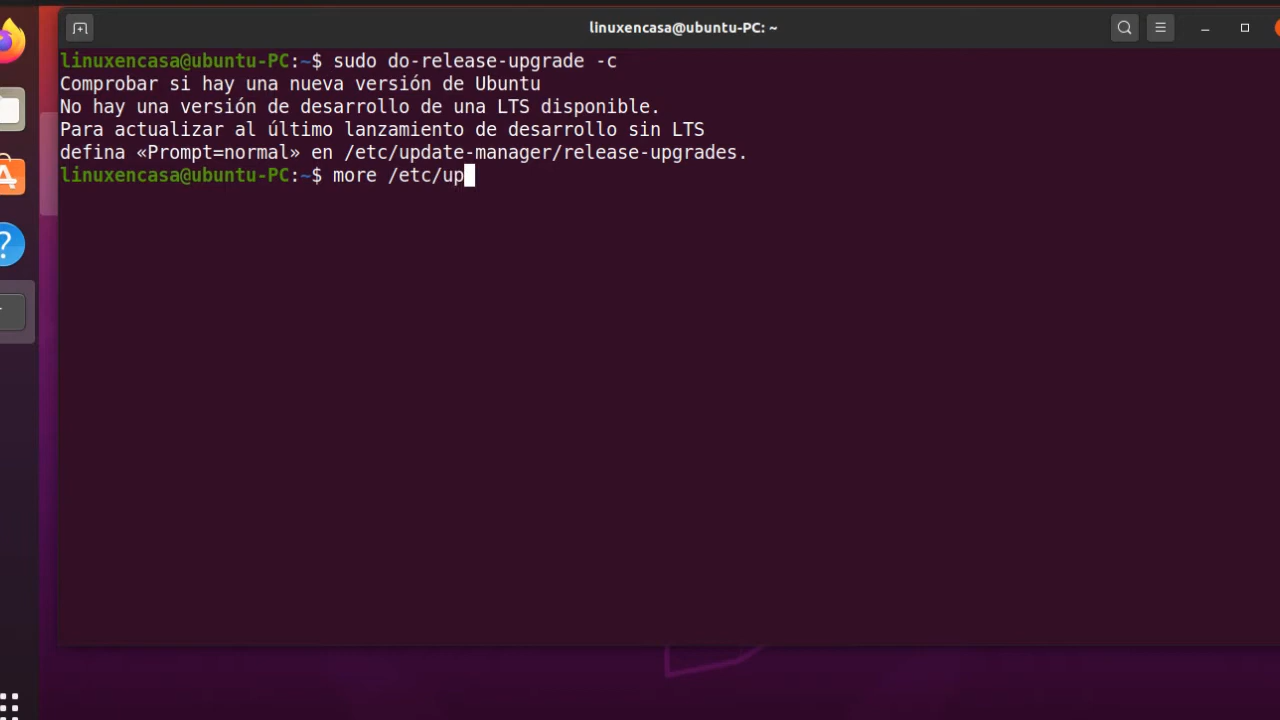 linuxencasa@ubuntu-PC: ~
linuxencasa@ubuntu-PC:~$ sudo do-release-upgrade -c
Comprobar si hay una nueva versión de Ubuntu
No hay una versión de desarrollo de una LTS disponible.
Para actualizar al último lanzamiento de desarrollo sin LTS
defina «Prompt=normal» en /etc/update-manager/release-upgrades.
linuxencasa@ubuntu-PC:~$ more /etc/up